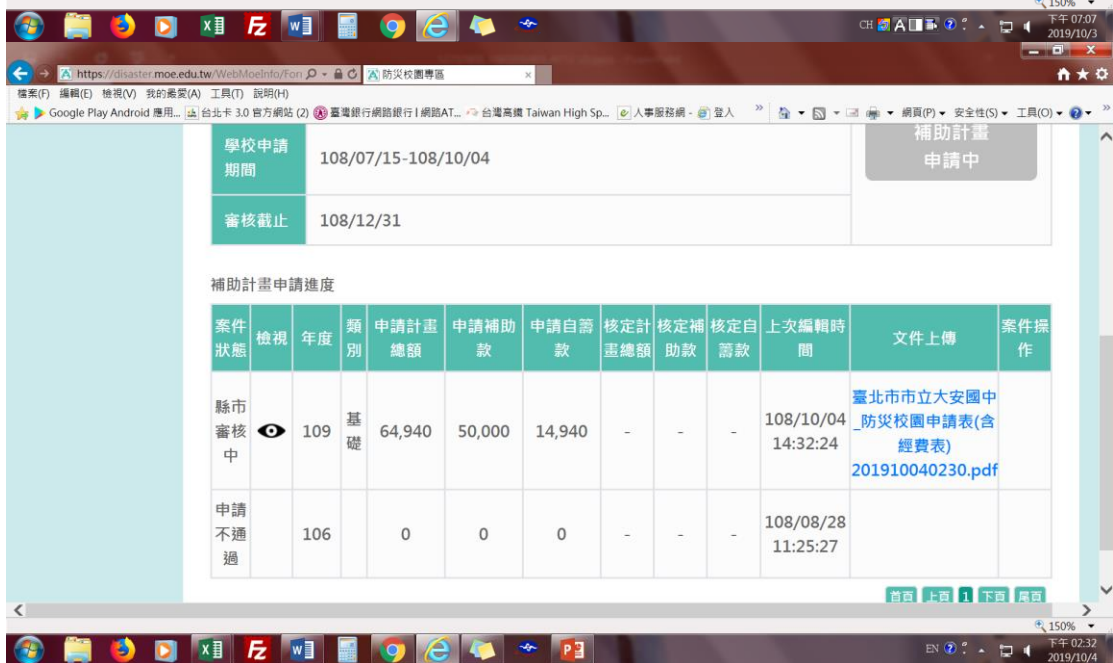 150%
CH
下午 07:07
2019/10/3
https://disaster.moe.edu.tw/WebMoeInfo/For
防災校園專區
檔案(F) 編輯(E) 檢視(V) 我的最愛(A) 工具(T) 說明(H)
Google Play Android 應用... 台北卡 3.0 官方網站 (2) 臺灣銀行網路銀行 | 網路AT... 台灣高鐵 Taiwan High Sp... 人事服務網 - 登入 網頁(P) 安全性(S) 工具(O)
補助計畫
申請中
學校申請
期間
108/07/15-108/10/04
審核截止
108/12/31
補助計畫申請進度
案件狀態 檢視 年度 類別 申請計畫總額 申請補助款 申請自籌款 核定計畫總額 核定補助款 核定自籌款 上次編輯時間 文件上傳 案件操作
縣市審核中 109 基礎 64,940 50,000 14,940 - - - 108/10/04 14:32:24 臺北市市立大安國中_防災校園申請表(含經費表)201910040230.pdf
申請不通過 106 0 0 0 - - - 108/08/28 11:25:27
首頁 上頁 1 下頁 尾頁
150%
EN
下午 02:32
2019/10/4